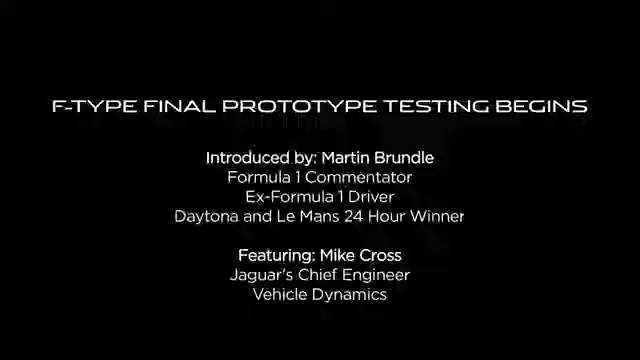 F-TYPE FINAL PROTOTYPE TESTING BEGINS
Introduced by: Martin Brundle
Formula 1 Commentator
Ex-Formula 1 Driver
Daytona and Le Mans 24 Hour Winner
Featuring: Mike Cross
Jaguar's Chief Engineer
Vehicle Dynamics